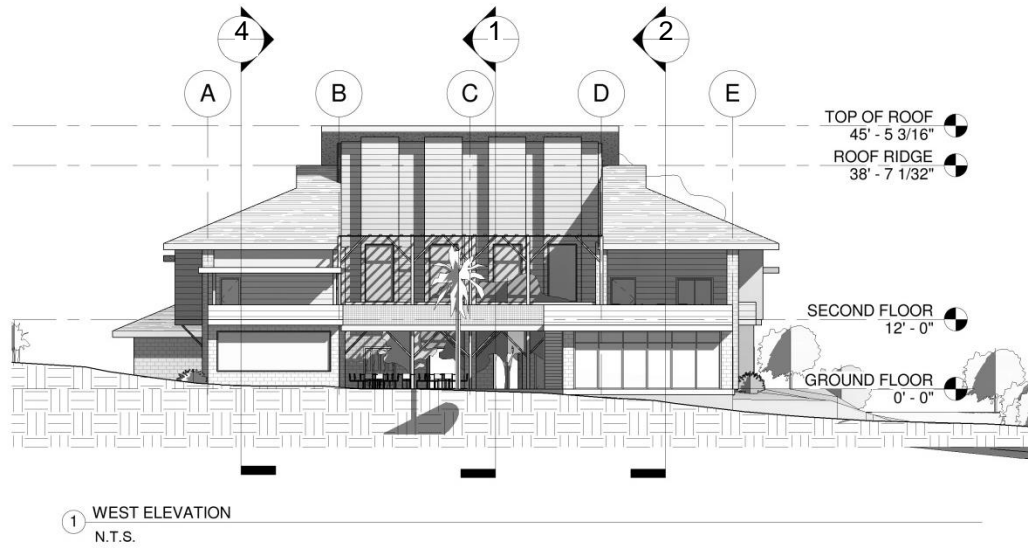 4
1
2
A
B
C
D
E
TOP OF ROOF
45' - 5 3/16"
ROOF RIDGE
38' - 7 1/32"
SECOND FLOOR
12' - 0"
GROUND FLOOR
0' - 0"
1 WEST ELEVATION
N.T.S.